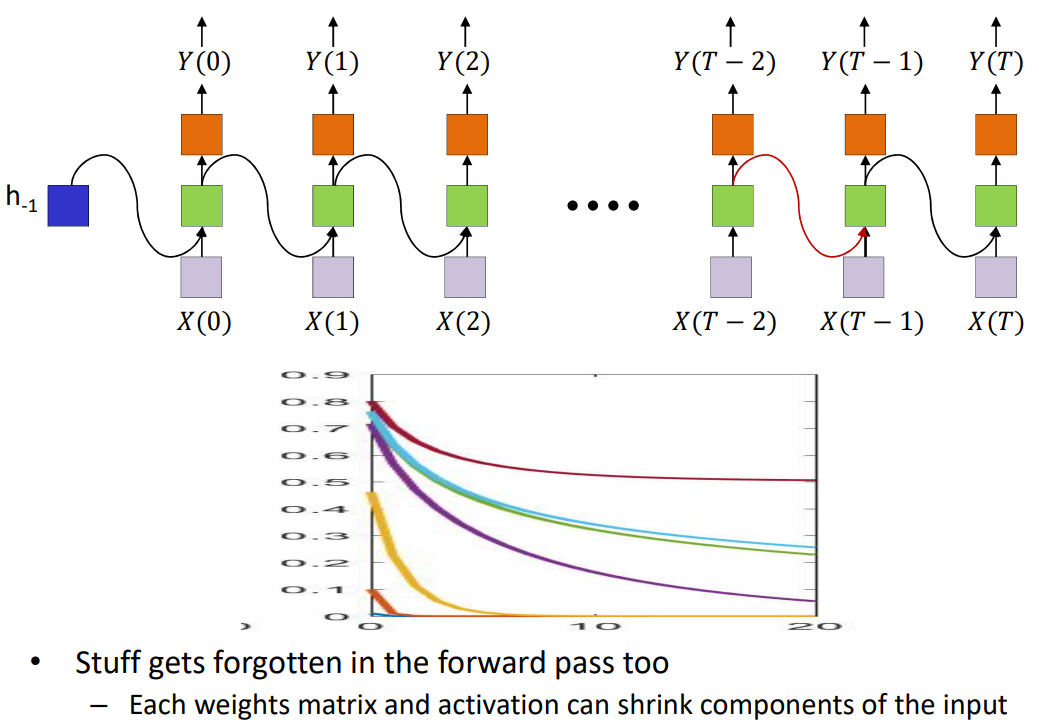 Y(0) Y(1) Y(2) Y(T − 2) Y(T − 1) Y(T)
h-1
X(0) X(1) X(2) X(T − 2) X(T − 1) X(T)
0.9
0.8
0.7
0.6
0.5
0.4
0.3
0.2
0.1
0
0 10 20
• Stuff gets forgotten in the forward pass too
– Each weights matrix and activation can shrink components of the input